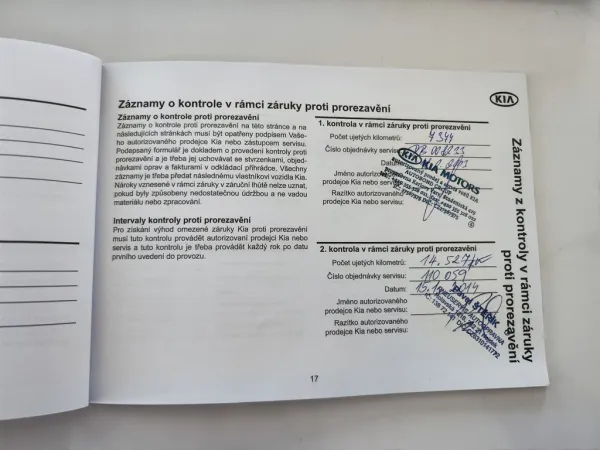 Záznamy o kontrole v rámci záruky proti prorezavění
Záznamy o kontrole proti prorezavění
Záznamy o kontrole proti prorezavění na této stránce a na
následujících stránkách musí být opatřeny podpisem Vaše-
ho autorizovaného prodejce Kia nebo zástupcem servisu.
Podepsaný formulář je dokladem o provedení kontroly proti
prorezavění a je třeba jej uchovávat se stvrzenkami, objed-
návkami oprav a fakturami v odkládací přihrádce. Všechny
záznamy je třeba předat následnému vlastníkovi vozidla Kia.
Nároky vznesené v rámci záruky v záruční lhůtě nelze uznat,
pokud byly způsobeny nedostatečnou údržbou a ne vadou
materiálu nebo zpracování.
Intervaly kontroly proti prorezavění
Pro získání výhod omezené záruky Kia proti prorezavění
musí tuto kontrolu provádět autorizovaní prodejci Kia nebo
servis a tuto kontrolu je třeba provádět každý rok po datu
prvního uvedení do provozu.
1. kontrola v rámci záruky proti prorezavění
Počet ujetých kilometrů: 7344
Číslo objednávky servisu:
Datum:
Jméno autorizovaného
prodejce Kia nebo servisu:
Razítko autorizovaného
prodejce Kia nebo servisu:
KIA KIA MOTORS
2. kontrola v rámci záruky proti prorezavění
Počet ujetých kilometrů: 14.527
Číslo objednávky servisu: 110 059
Datum: 2014
Jméno autorizovaného
prodejce Kia nebo servisu:
Razítko autorizovaného
prodejce Kia nebo servisu:
KIA
Záznamy z kontroly v rámci záruky
proti prorezavění
17